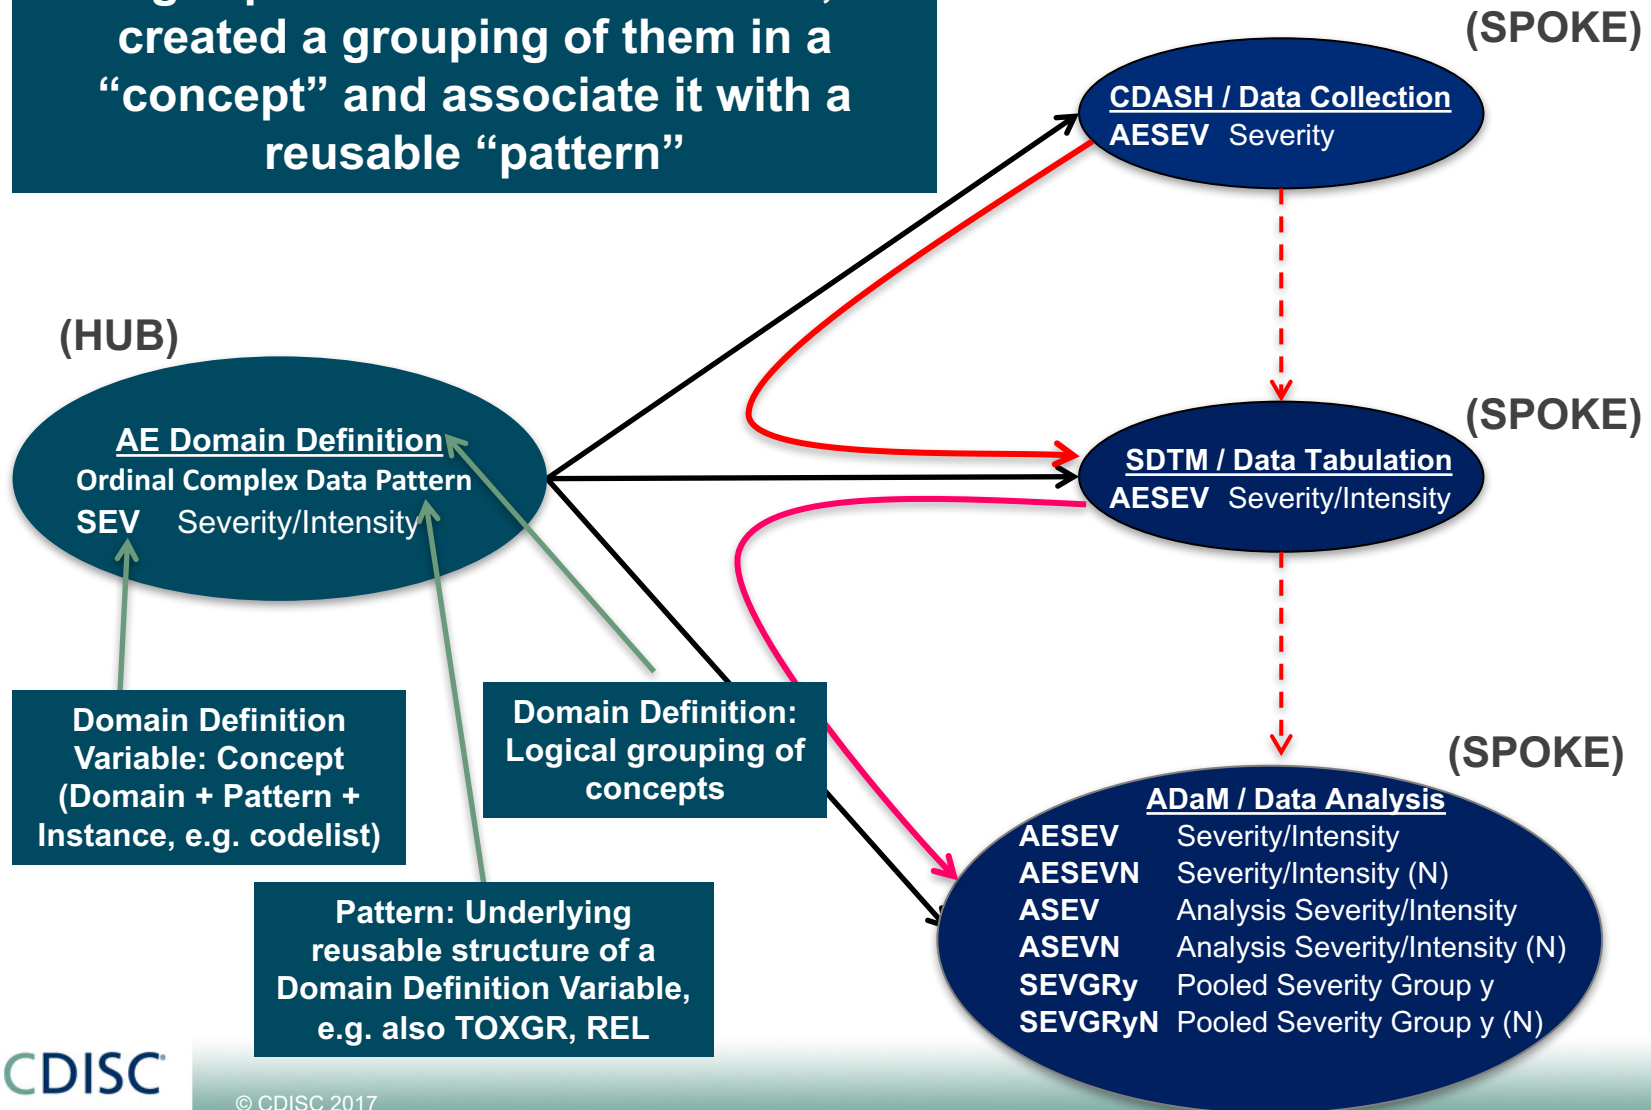 created a grouping of them in a
“concept” and associate it with a
reusable “pattern”
(SPOKE)
CDASH / Data Collection
AESEV Severity
(HUB)
AE Domain Definition
Ordinal Complex Data Pattern
SEV Severity/Intensity
(SPOKE)
SDTM / Data Tabulation
AESEV Severity/Intensity
Domain Definition
Variable: Concept
(Domain + Pattern +
Instance, e.g. codelist)
Domain Definition:
Logical grouping of
concepts
Pattern: Underlying
reusable structure of a
Domain Definition Variable,
e.g. also TOXGR, REL
(SPOKE)
ADaM / Data Analysis
AESEV Severity/Intensity
AESEVN Severity/Intensity (N)
ASEV Analysis Severity/Intensity
ASEVN Analysis Severity/Intensity (N)
SEVGRy Pooled Severity Group y
SEVGRyN Pooled Severity Group y (N)
CDISC
© CDISC 2017